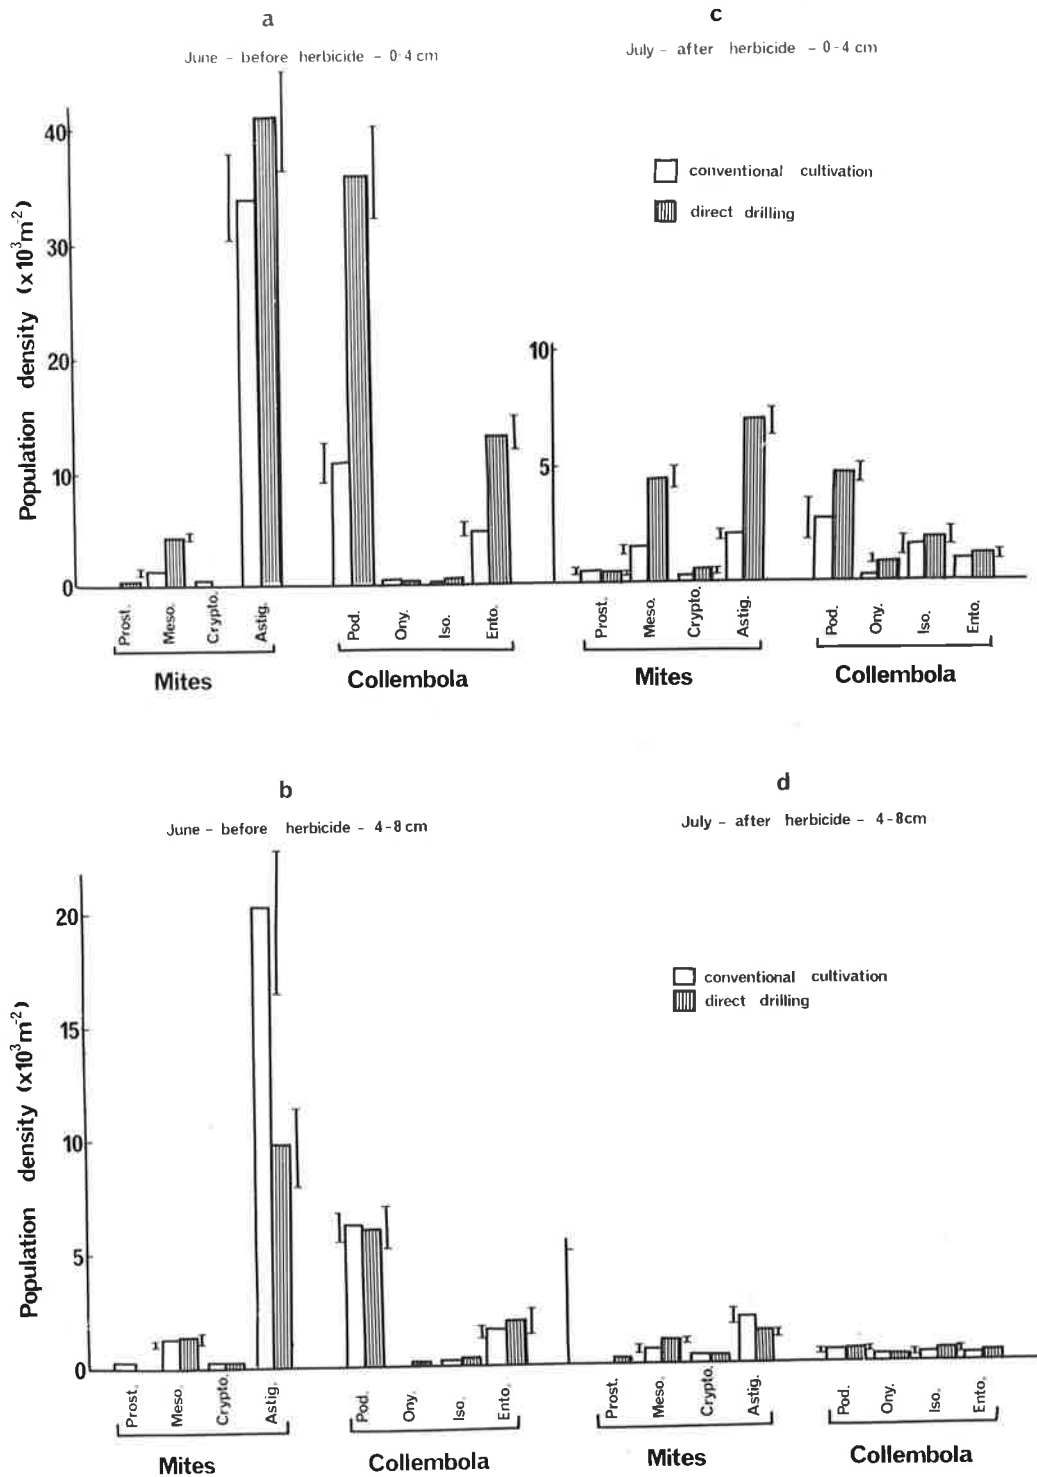 a
June - before herbicide - 0-4 cm
Population density (x10³m⁻²)
40
30
20
10
0
Prost.
Meso.
Crypto.
Astig.
Pod.
Ony.
Iso.
Ento.
Mites
Collembola
c
July - after herbicide - 0-4 cm
conventional cultivation
direct drilling
10
5
Prost.
Meso.
Crypto.
Astig.
Pod.
Ony.
Iso.
Ento.
Mites
Collembola
b
June - before herbicide - 4-8 cm
Population density (x10³m⁻²)
20
15
10
5
0
Prost.
Meso.
Crypto.
Astig.
Pod.
Ony.
Iso.
Ento.
Mites
Collembola
d
July - after herbicide - 4-8cm
conventional cultivation
direct drilling
Prost.
Meso.
Crypto.
Astig.
Pod.
Ony.
Iso.
Ento.
Mites
Collembola